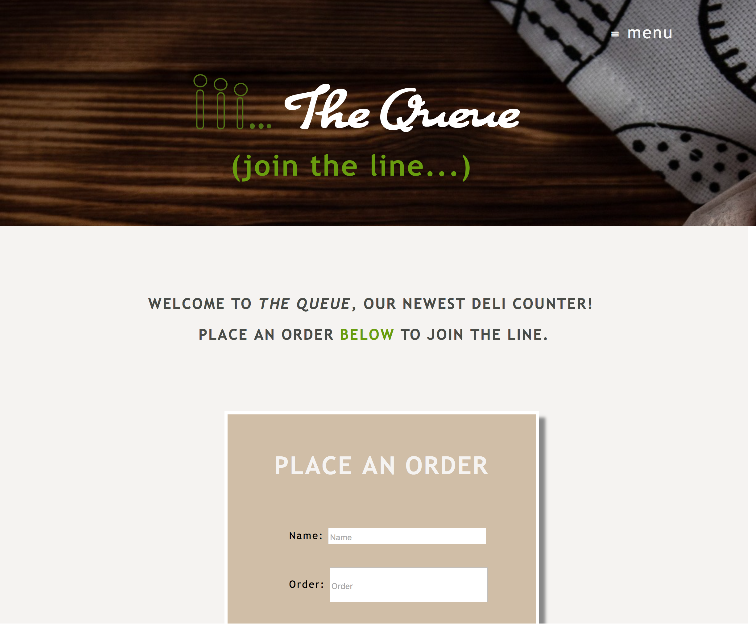 ≡ menu
The Queue
(join the line...)
WELCOME TO THE QUEUE, OUR NEWEST DELI COUNTER!
PLACE AN ORDER BELOW TO JOIN THE LINE.
PLACE AN ORDER
Name: Name
Order: Order